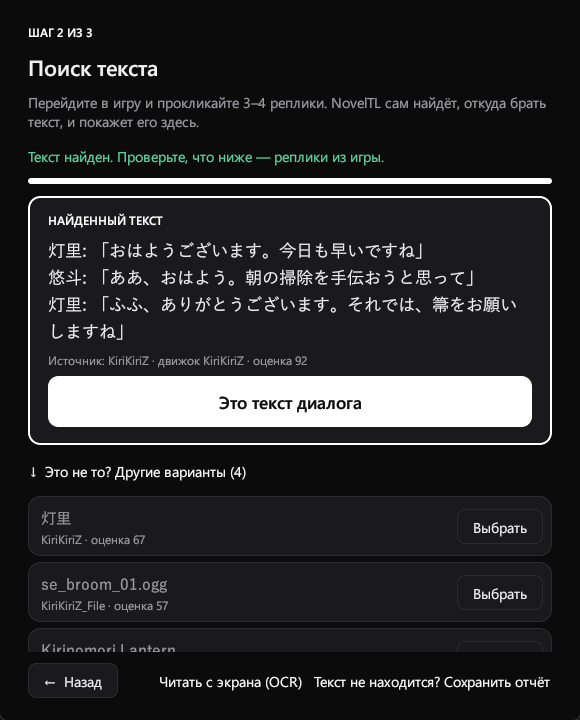 ШАГ 2 ИЗ 3
Поиск текста
Перейдите в игру и прокликайте 3–4 реплики. NovelTL сам найдёт, откуда брать
текст, и покажет его здесь.
Текст найден. Проверьте, что ниже — реплики из игры.
НАЙДЕННЫЙ ТЕКСТ
灯里: 「おはようございます。今日も早いですね」
悠斗: 「ああ、おはよう。朝の掃除を手伝おうと思って」
灯里: 「ふふ、ありがとうございます。それでは、箒をお願い
しますね」
Источник: KiriKiriZ · движок KiriKiriZ · оценка 92
Это текст диалога
↓ Это не то? Другие варианты (4)
灯里
KiriKiriZ · оценка 67
Выбрать
se_broom_01.ogg
KiriKiriZ_File · оценка 57
Выбрать
Kirinomori Lantern
← Назад
Читать с экрана (OCR)
Текст не находится? Сохранить отчёт